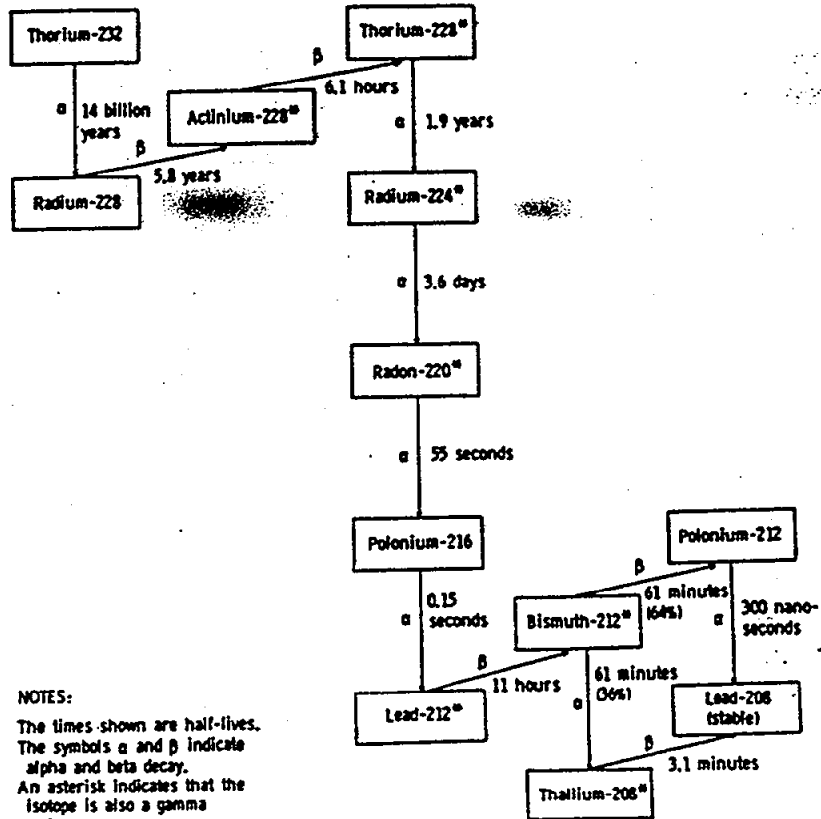 Thorium-232
Thorium-228*
β
6.1 hours
α
14 billion
years
Actinium-228*
α
1.9 years
β
5.8 years
Radium-228
Radium-224*
α
3.6 days
Radon-220*
α
55 seconds
Polonium-216
Polonium-212
β
61 minutes
(64%)
α
0.15
seconds
Bismuth-212*
α
300 nano-
seconds
β
11 hours
61 minutes
(36%)
α
Lead-212*
Lead-208
(stable)
β
3.1 minutes
Thallium-208*
NOTES:
The times shown are half-lives.
The symbols α and β indicate
alpha and beta decay.
An asterisk indicates that the
isotope is also a gamma